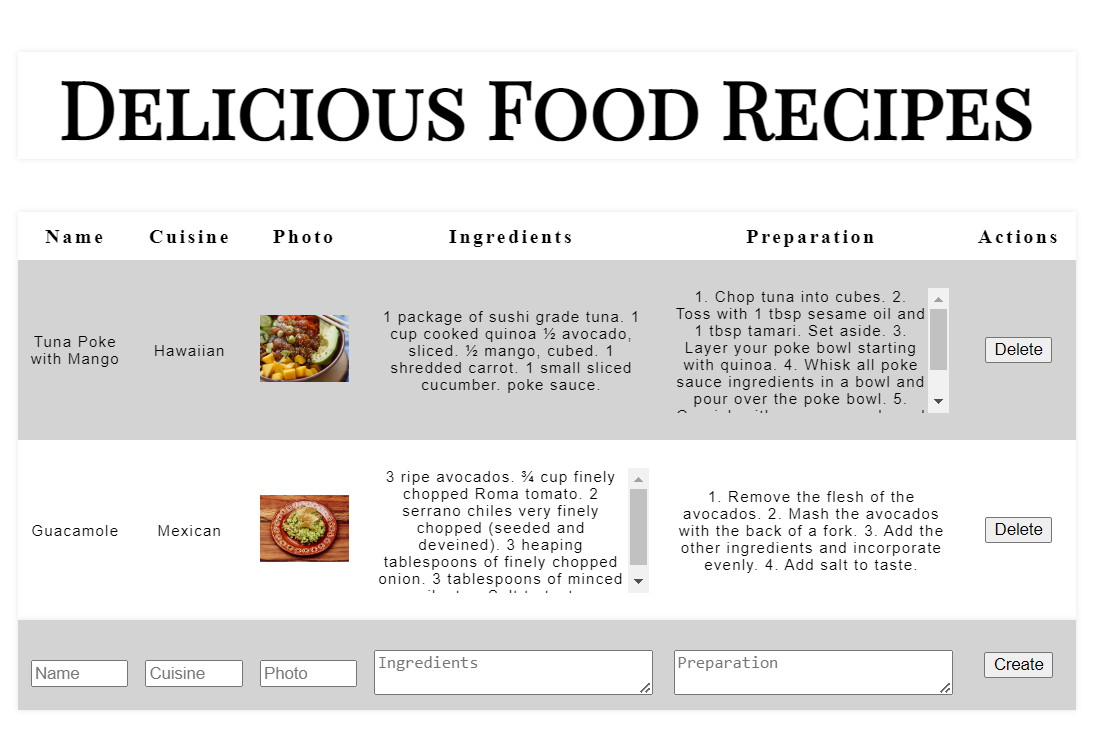 Delicious Food Recipes
Name Cuisine Photo Ingredients Preparation Actions
Tuna Poke
with Mango
Hawaiian
1 package of sushi grade tuna. 1
cup cooked quinoa ½ avocado,
sliced. ½ mango, cubed. 1
shredded carrot. 1 small sliced
cucumber. poke sauce.
1. Chop tuna into cubes. 2.
Toss with 1 tbsp sesame oil and
1 tbsp tamari. Set aside. 3.
Layer your poke bowl starting
with quinoa. 4. Whisk all poke
sauce ingredients in a bowl and
pour over the poke bowl. 5.
Delete
Guacamole
Mexican
3 ripe avocados. ¾ cup finely
chopped Roma tomato. 2
serrano chiles very finely
chopped (seeded and
deveined). 3 heaping
tablespoons of finely chopped
onion. 3 tablespoons of minced
1. Remove the flesh of the
avocados. 2. Mash the avocados
with the back of a fork. 3. Add the
other ingredients and incorporate
evenly. 4. Add salt to taste.
Delete
Name Cuisine Photo Ingredients Preparation Create